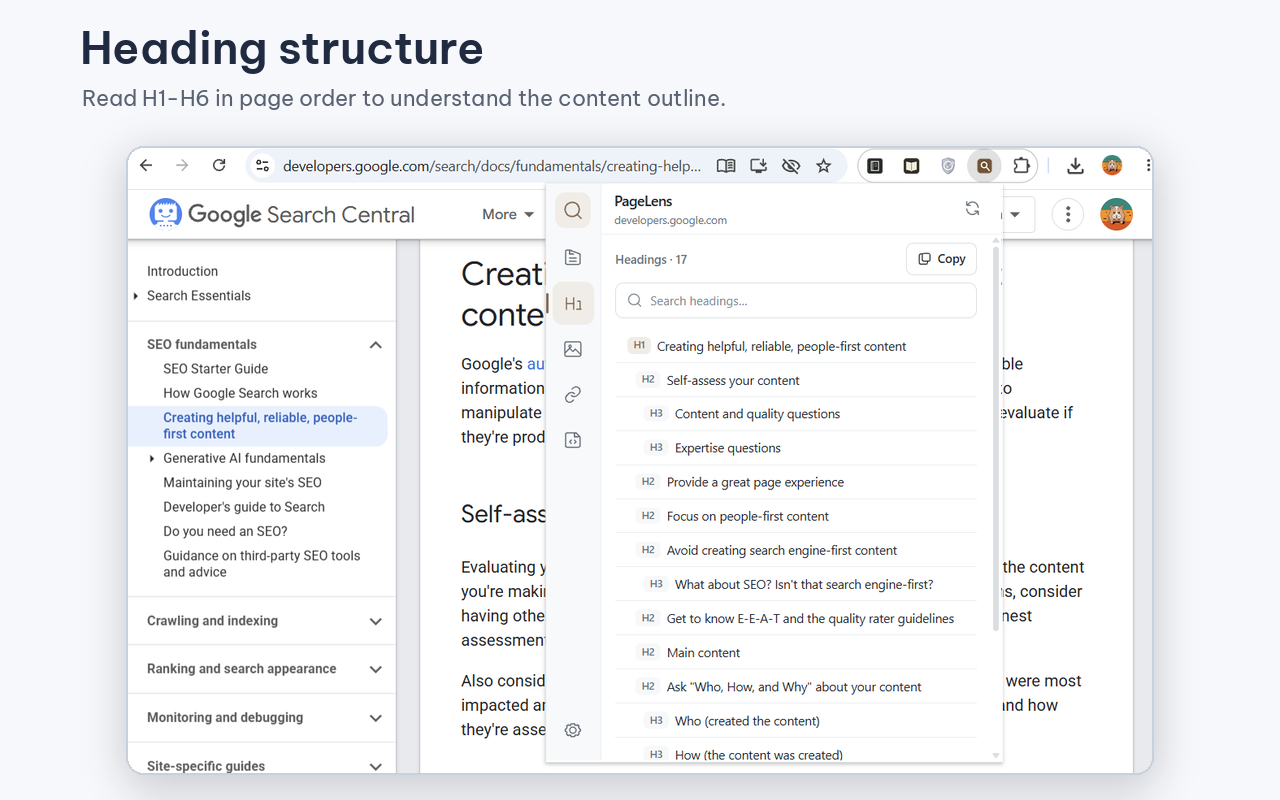 Heading structure
Read H1-H6 in page order to understand the content outline.
developers.google.com/search/docs/fundamentals/creating-help...
Google Search Central
More
PageLens
developers.google.com
Headings · 17
Copy
Search headings...
H1 Creating helpful, reliable, people-first content
H2 Self-assess your content
H3 Content and quality questions
H3 Expertise questions
H2 Provide a great page experience
H2 Focus on people-first content
H2 Avoid creating search engine-first content
H3 What about SEO? Isn't that search engine-first?
H2 Get to know E-E-A-T and the quality rater guidelines
H2 Main content
H2 Ask "Who, How, and Why" about your content
H3 Who (created the content)
H3 How (the content was created)
Introduction
Search Essentials
SEO fundamentals
SEO Starter Guide
How Google Search works
Creating helpful, reliable, people-
first content
Generative AI fundamentals
Maintaining your site's SEO
Developer's guide to Search
Do you need an SEO?
Guidance on third-party SEO tools
and advice
Crawling and indexing
Ranking and search appearance
Monitoring and debugging
Site-specific guides
Creati
conte
Google's au
information
manipulate evaluate if
they're prod
Self-ass
Evaluating y the content
you're makin s, consider
having othe nest
assessment
Also consid were most
impacted an nd how
they're asse
H1